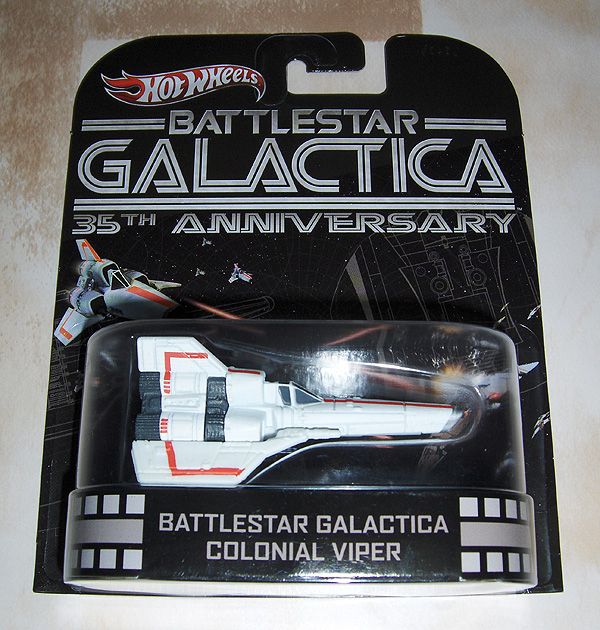 HOT WHEELS
BATTLESTAR
GALACTICA
35TH ANNIVERSARY
BATTLESTAR GALACTICA
COLONIAL VIPER